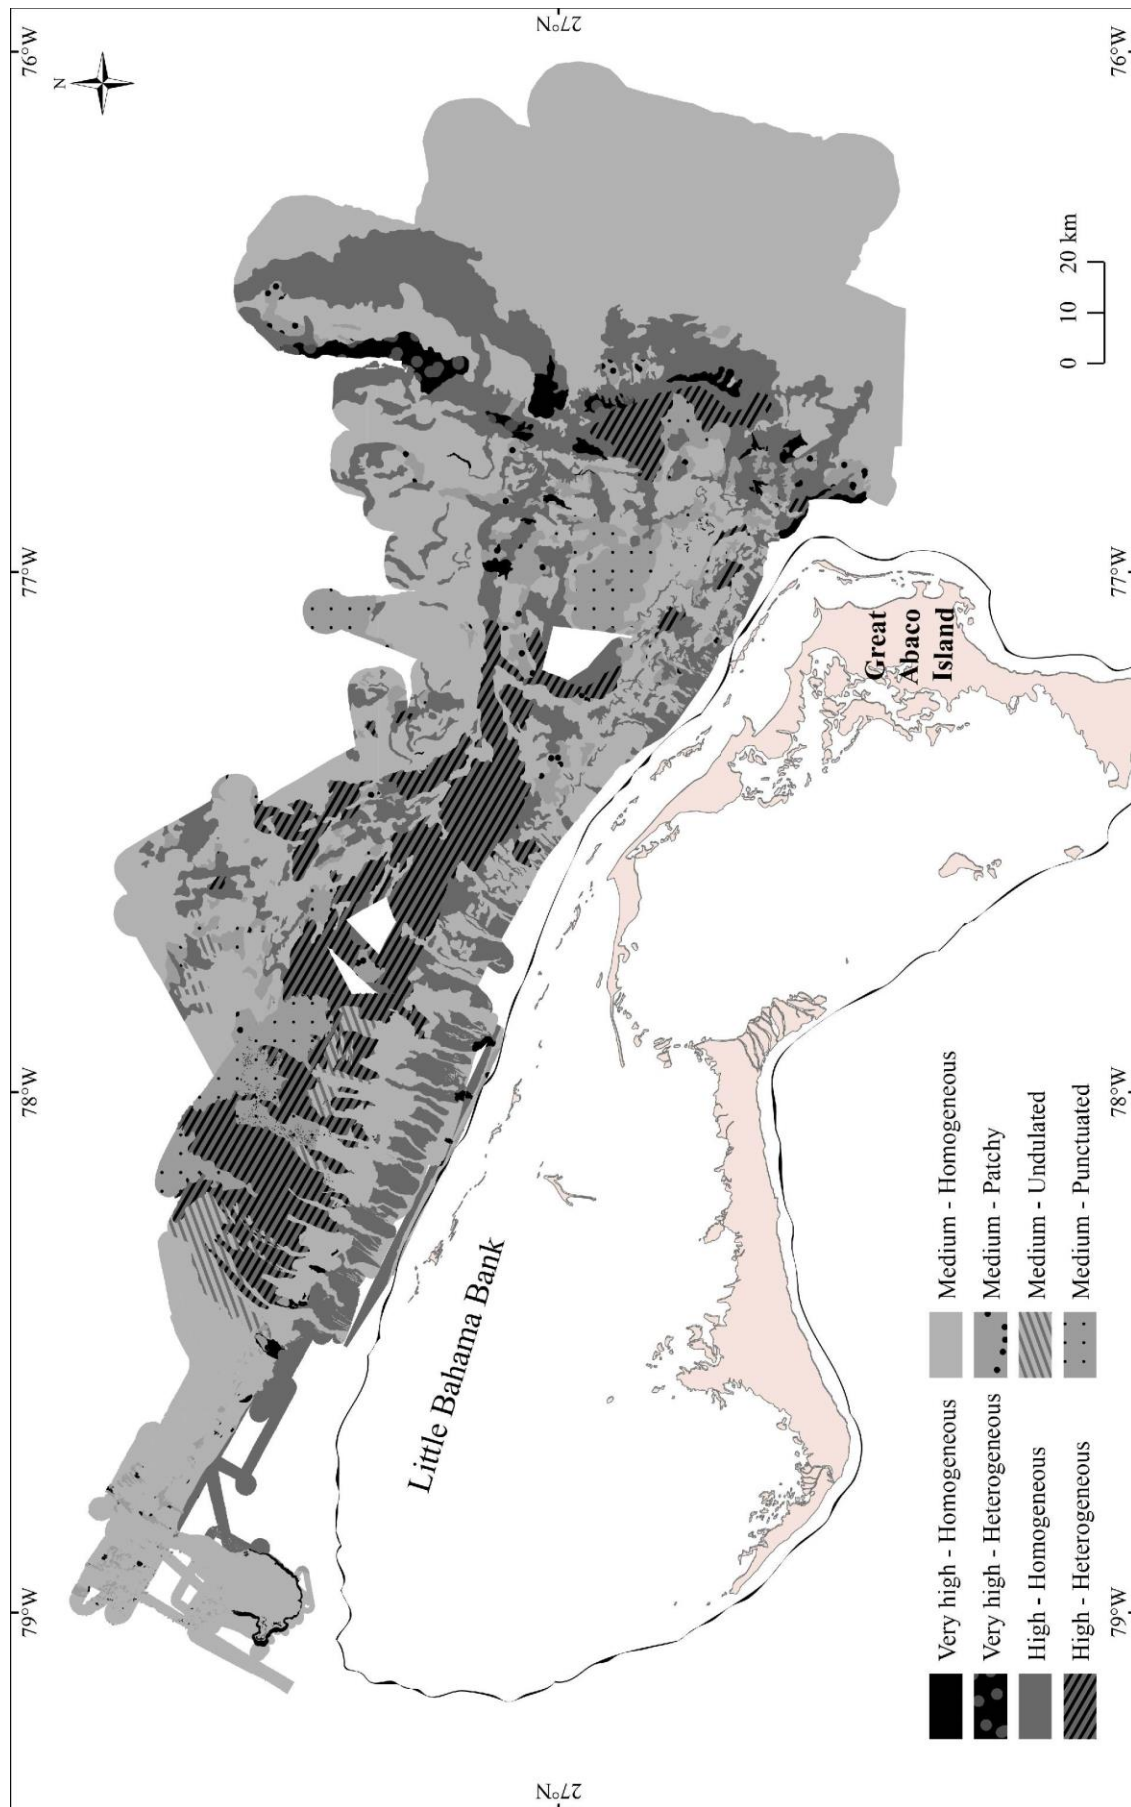 79°W 78°W 77°W 76°W
N
27°N 27°N
Little Bahama Bank
Great
Abaco
Island
Very high - Homogeneous
Very high - Heterogeneous
High - Homogeneous
High - Heterogeneous
Medium - Homogeneous
Medium - Patchy
Medium - Undulated
Medium - Punctuated
0 10 20 km
79°W 78°W 77°W 76°W